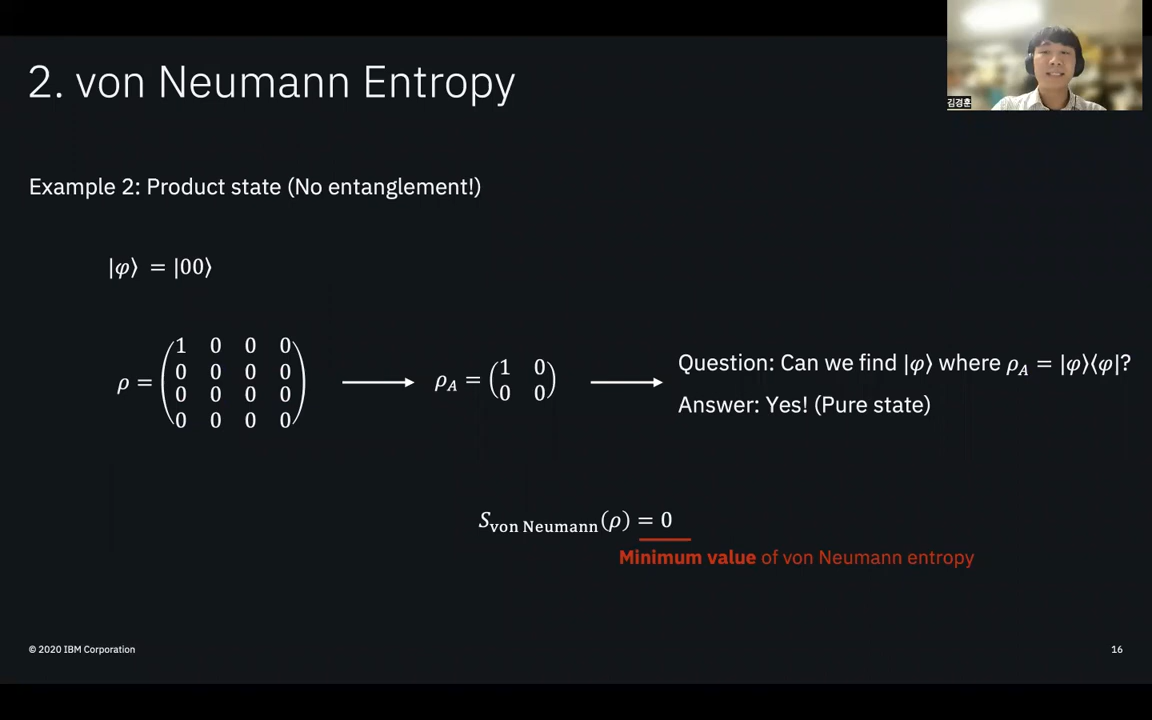 2. von Neumann Entropy
김경훈
Example 2: Product state (No entanglement!)
|φ⟩ = |00⟩
ρ = (1 0 0 0
0 0 0 0
0 0 0 0
0 0 0 0)
ρ_A = (1 0
0 0)
Question: Can we find |φ⟩ where ρ_A = |φ⟩⟨φ|?
Answer: Yes! (Pure state)
S_von Neumann(ρ) = 0
Minimum value of von Neumann entropy
© 2020 IBM Corporation
16